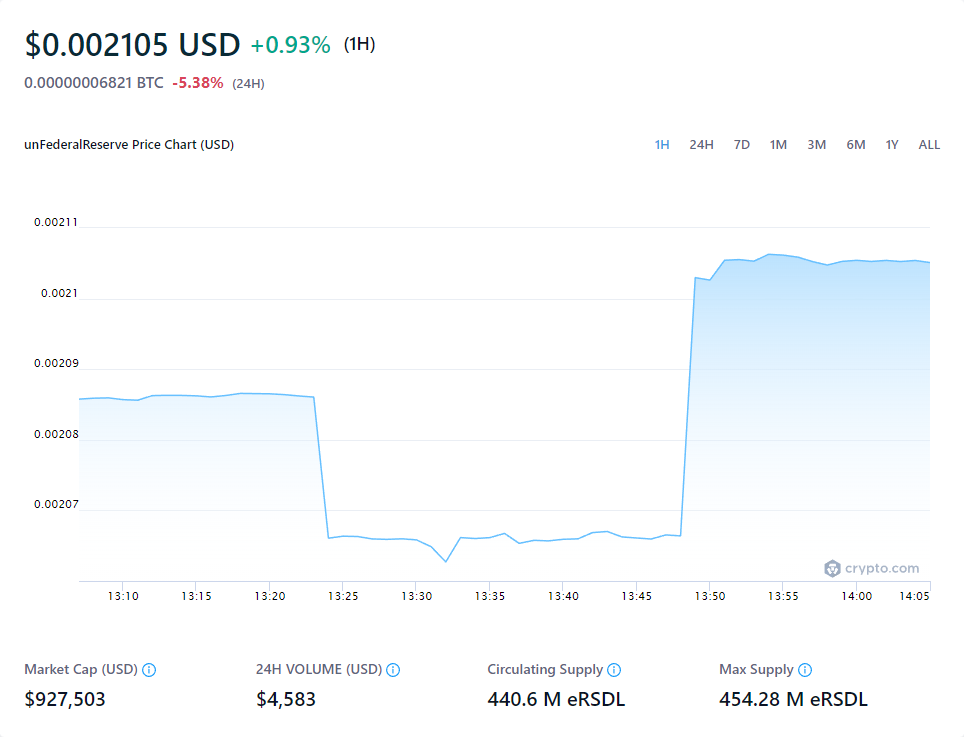 $0.002105 USD +0.93% (1H)
0.00000006821 BTC -5.38% (24H)
unFederalReserve Price Chart (USD) 1H 24H 7D 1M 3M 6M 1Y ALL
0.00211
0.0021
0.00209
0.00208
0.00207
crypto.com
13:10 13:15 13:20 13:25 13:30 13:35 13:40 13:45 13:50 13:55 14:00 14:05
Market Cap (USD) 24H VOLUME (USD) Circulating Supply Max Supply
$927,503 $4,583 440.6 M eRSDL 454.28 M eRSDL